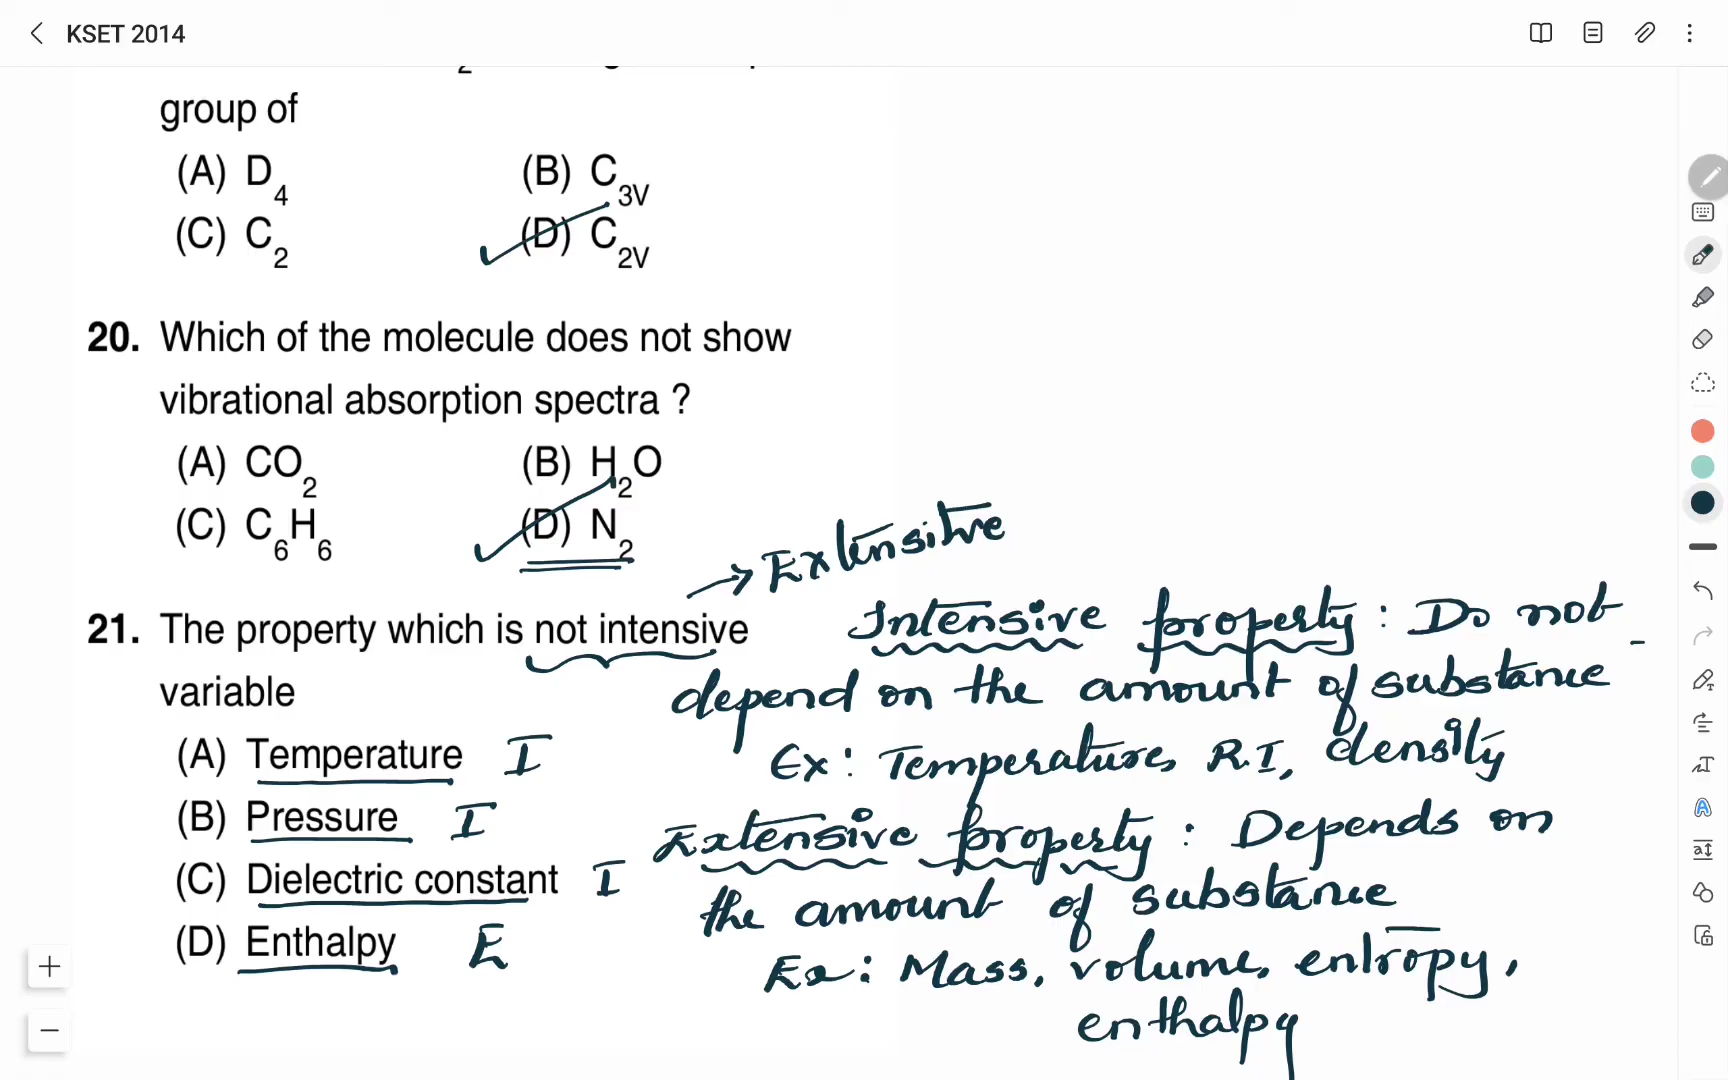 KSET 2014
group of
(A) D4 (B) C3V
(C) C2 (D) C2V
20. Which of the molecule does not show
vibrational absorption spectra ?
(A) CO2 (B) H2O
(C) C6H6 (D) N2
→ Extensive
21. The property which is not intensive
variable
(A) Temperature I
(B) Pressure I
(C) Dielectric constant I
(D) Enthalpy E
Intensive property : Do not
depend on the amount of substance
Ex : Temperature, R.I, density
Extensive property : Depends on
the amount of substance
Ex : Mass, volume, entropy,
enthalpy